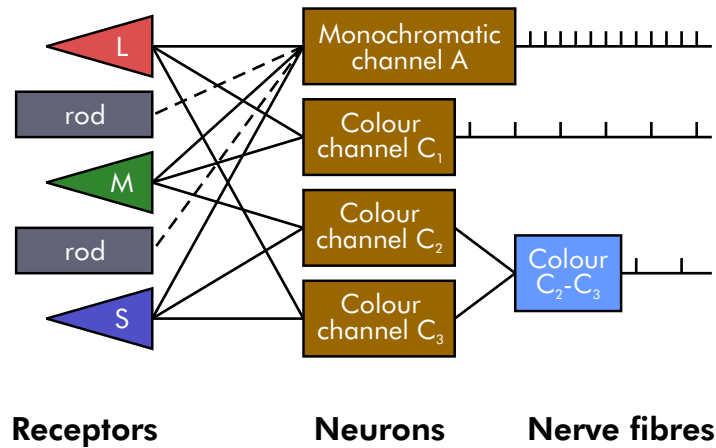 L
Monochromatic
channel A
rod
Colour
channel C₁
M
Colour
channel C₂
rod
Colour
C₂-C₃
S
Colour
channel C₃
Receptors
Neurons
Nerve fibres